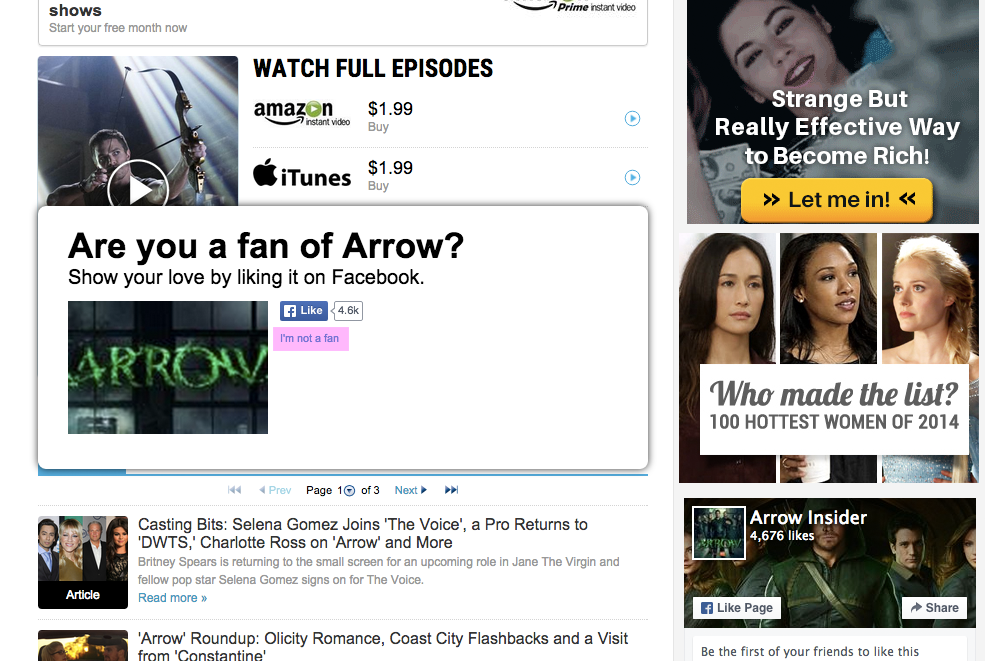 shows
Start your free month now
Prime instant video
WATCH FULL EPISODES
amazon
instant video
$1.99
Buy
iTunes
$1.99
Buy
Are you a fan of Arrow?
Show your love by liking it on Facebook.
ARROW
Like
4.6k
I'm not a fan
Prev
Page 1 of 3
Next
Casting Bits: Selena Gomez Joins 'The Voice', a Pro Returns to
'DWTS,' Charlotte Ross on 'Arrow' and More
Britney Spears is returning to the small screen for an upcoming role in Jane The Virgin and
fellow pop star Selena Gomez signs on for The Voice.
Read more »
Article
'Arrow' Roundup: Olicity Romance, Coast City Flashbacks and a Visit
from 'Constantine'
Strange But
Really Effective Way
to Become Rich!
» Let me in! «
Who made the list?
100 HOTTEST WOMEN OF 2014
ARROW
Arrow Insider
4,676 likes
Like Page
Share
Be the first of your friends to like this